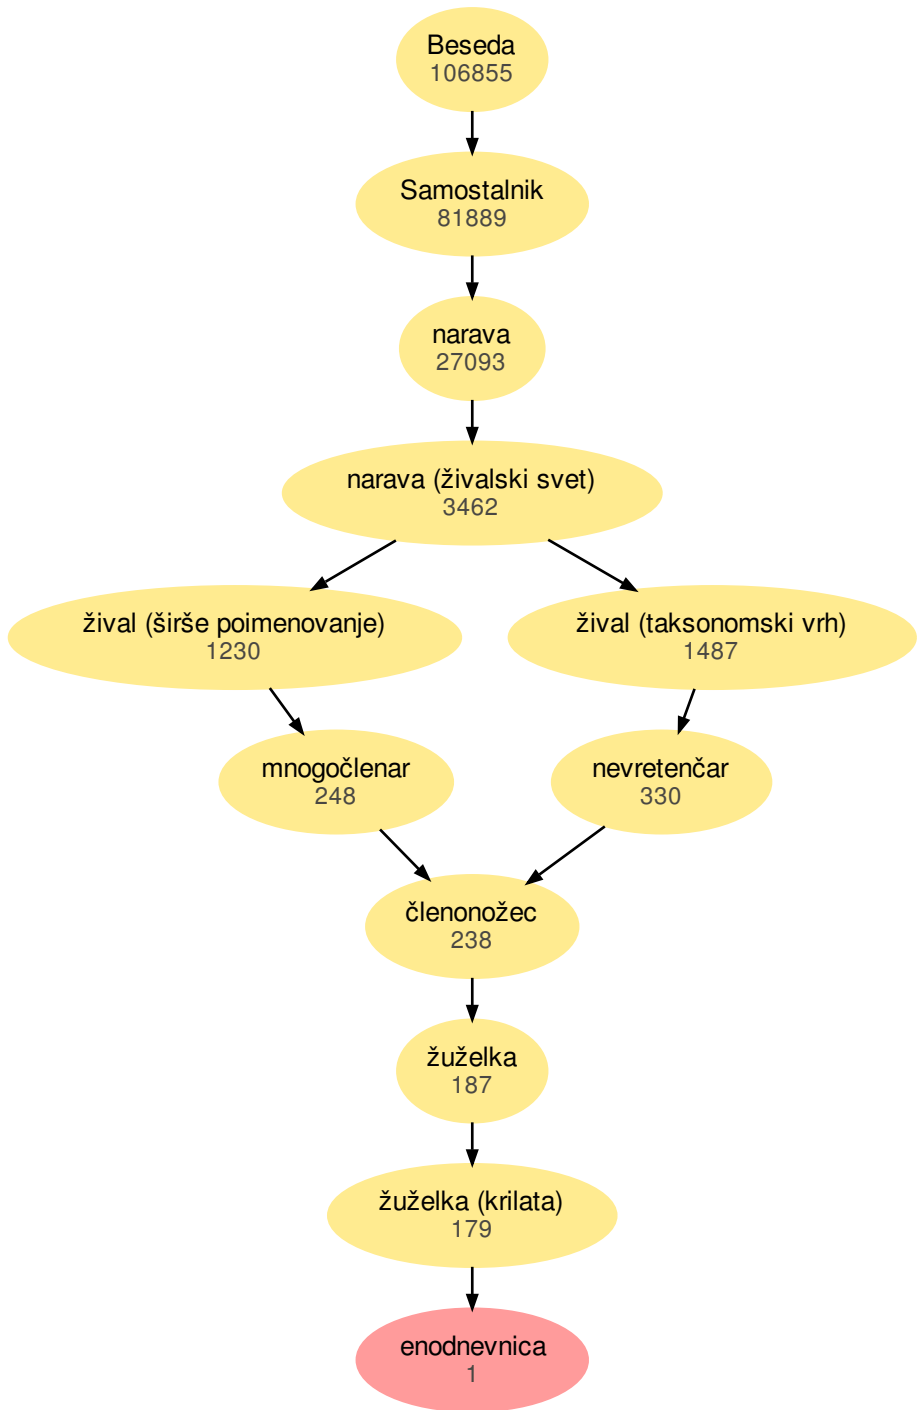 Beseda
106855
Samostalnik
81889
narava
27093
narava (živalski svet)
3462
žival (širše poimenovanje)
1230
žival (taksonomski vrh)
1487
mnogočlenar
248
nevretenčar
330
členonožec
238
žuželka
187
žuželka (krilata)
179
enodnevnica
1